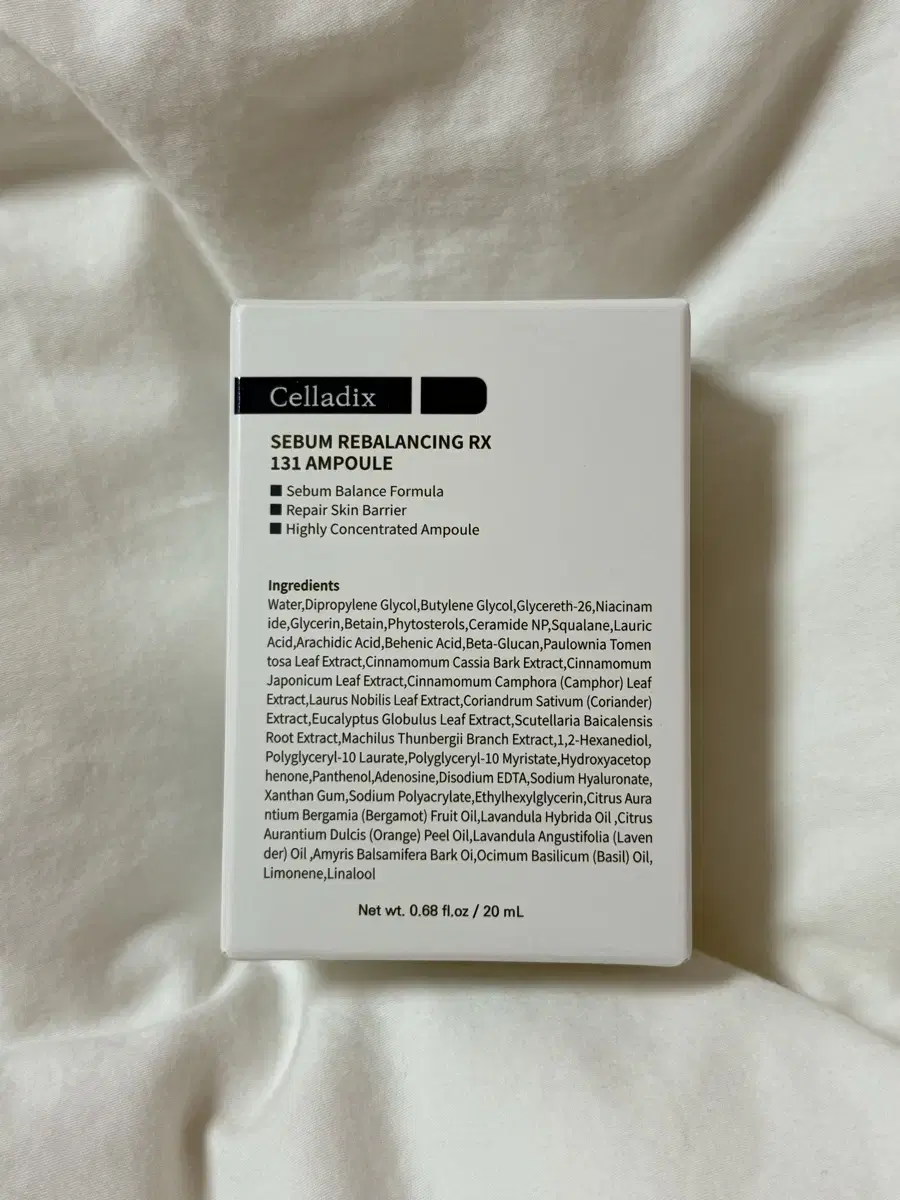 Celladix
SEBUM REBALANCING RX
131 AMPOULE
■ Sebum Balance Formula
■ Repair Skin Barrier
■ Highly Concentrated Ampoule
Ingredients
Water,Dipropylene Glycol,Butylene Glycol,Glycereth-26,Niacinam
ide,Glycerin,Betain,Phytosterols,Ceramide NP,Squalane,Lauric
Acid,Arachidic Acid,Behenic Acid,Beta-Glucan,Paulownia Tomen
tosa Leaf Extract,Cinnamomum Cassia Bark Extract,Cinnamomum
Japonicum Leaf Extract,Cinnamomum Camphora (Camphor) Leaf
Extract,Laurus Nobilis Leaf Extract,Coriandrum Sativum (Coriander)
Extract,Eucalyptus Globulus Leaf Extract,Scutellaria Baicalensis
Root Extract,Machilus Thunbergii Branch Extract,1,2-Hexanediol,
Polyglyceryl-10 Laurate,Polyglyceryl-10 Myristate,Hydroxyacetop
henone,Panthenol,Adenosine,Disodium EDTA,Sodium Hyaluronate,
Xanthan Gum,Sodium Polyacrylate,Ethylhexylglycerin,Citrus Aura
ntium Bergamia (Bergamot) Fruit Oil,Lavandula Hybrida Oil ,Citrus
Aurantium Dulcis (Orange) Peel Oil,Lavandula Angustifolia (Laven
der) Oil ,Amyris Balsamifera Bark Oi,Ocimum Basilicum (Basil) Oil,
Limonene,Linalool
Net wt. 0.68 fl.oz / 20 mL